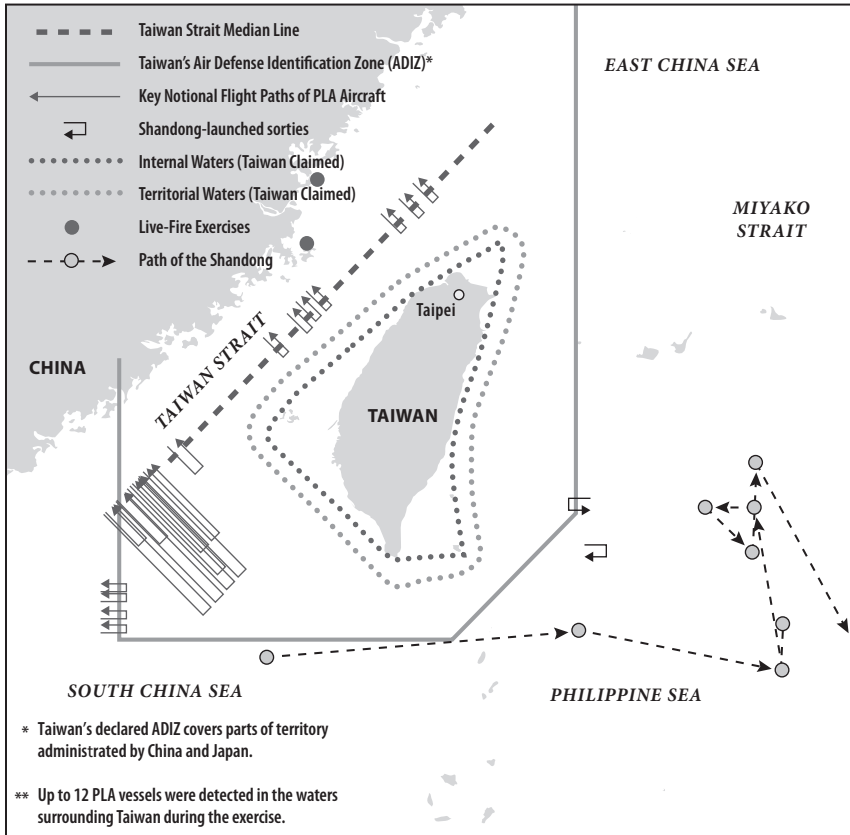 Taiwan Strait Median Line
Taiwan's Air Defense Identification Zone (ADIZ)*
Key Notional Flight Paths of PLA Aircraft
Shandong-launched sorties
Internal Waters (Taiwan Claimed)
Territorial Waters (Taiwan Claimed)
Live-Fire Exercises
Path of the Shandong
EAST CHINA SEA
MIYAKO
STRAIT
Taipei
TAIWAN STRAIT
CHINA
TAIWAN
SOUTH CHINA SEA
PHILIPPINE SEA
* Taiwan's declared ADIZ covers parts of territory
administrated by China and Japan.
** Up to 12 PLA vessels were detected in the waters
surrounding Taiwan during the exercise.